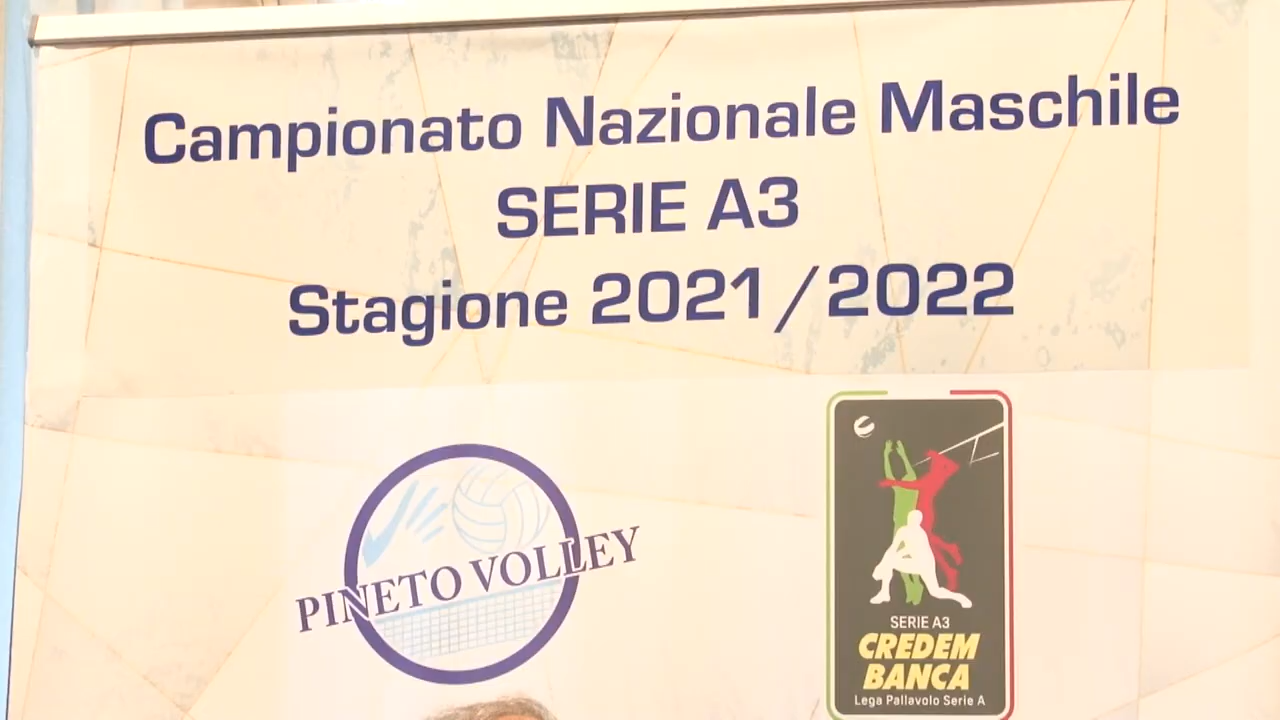 Campionato Nazionale Maschile
SERIE A3
Stagione 2021/2022
PINETO VOLLEY
SERIE A3
CREDEM
BANCA
Lega Pallavolo Serie A